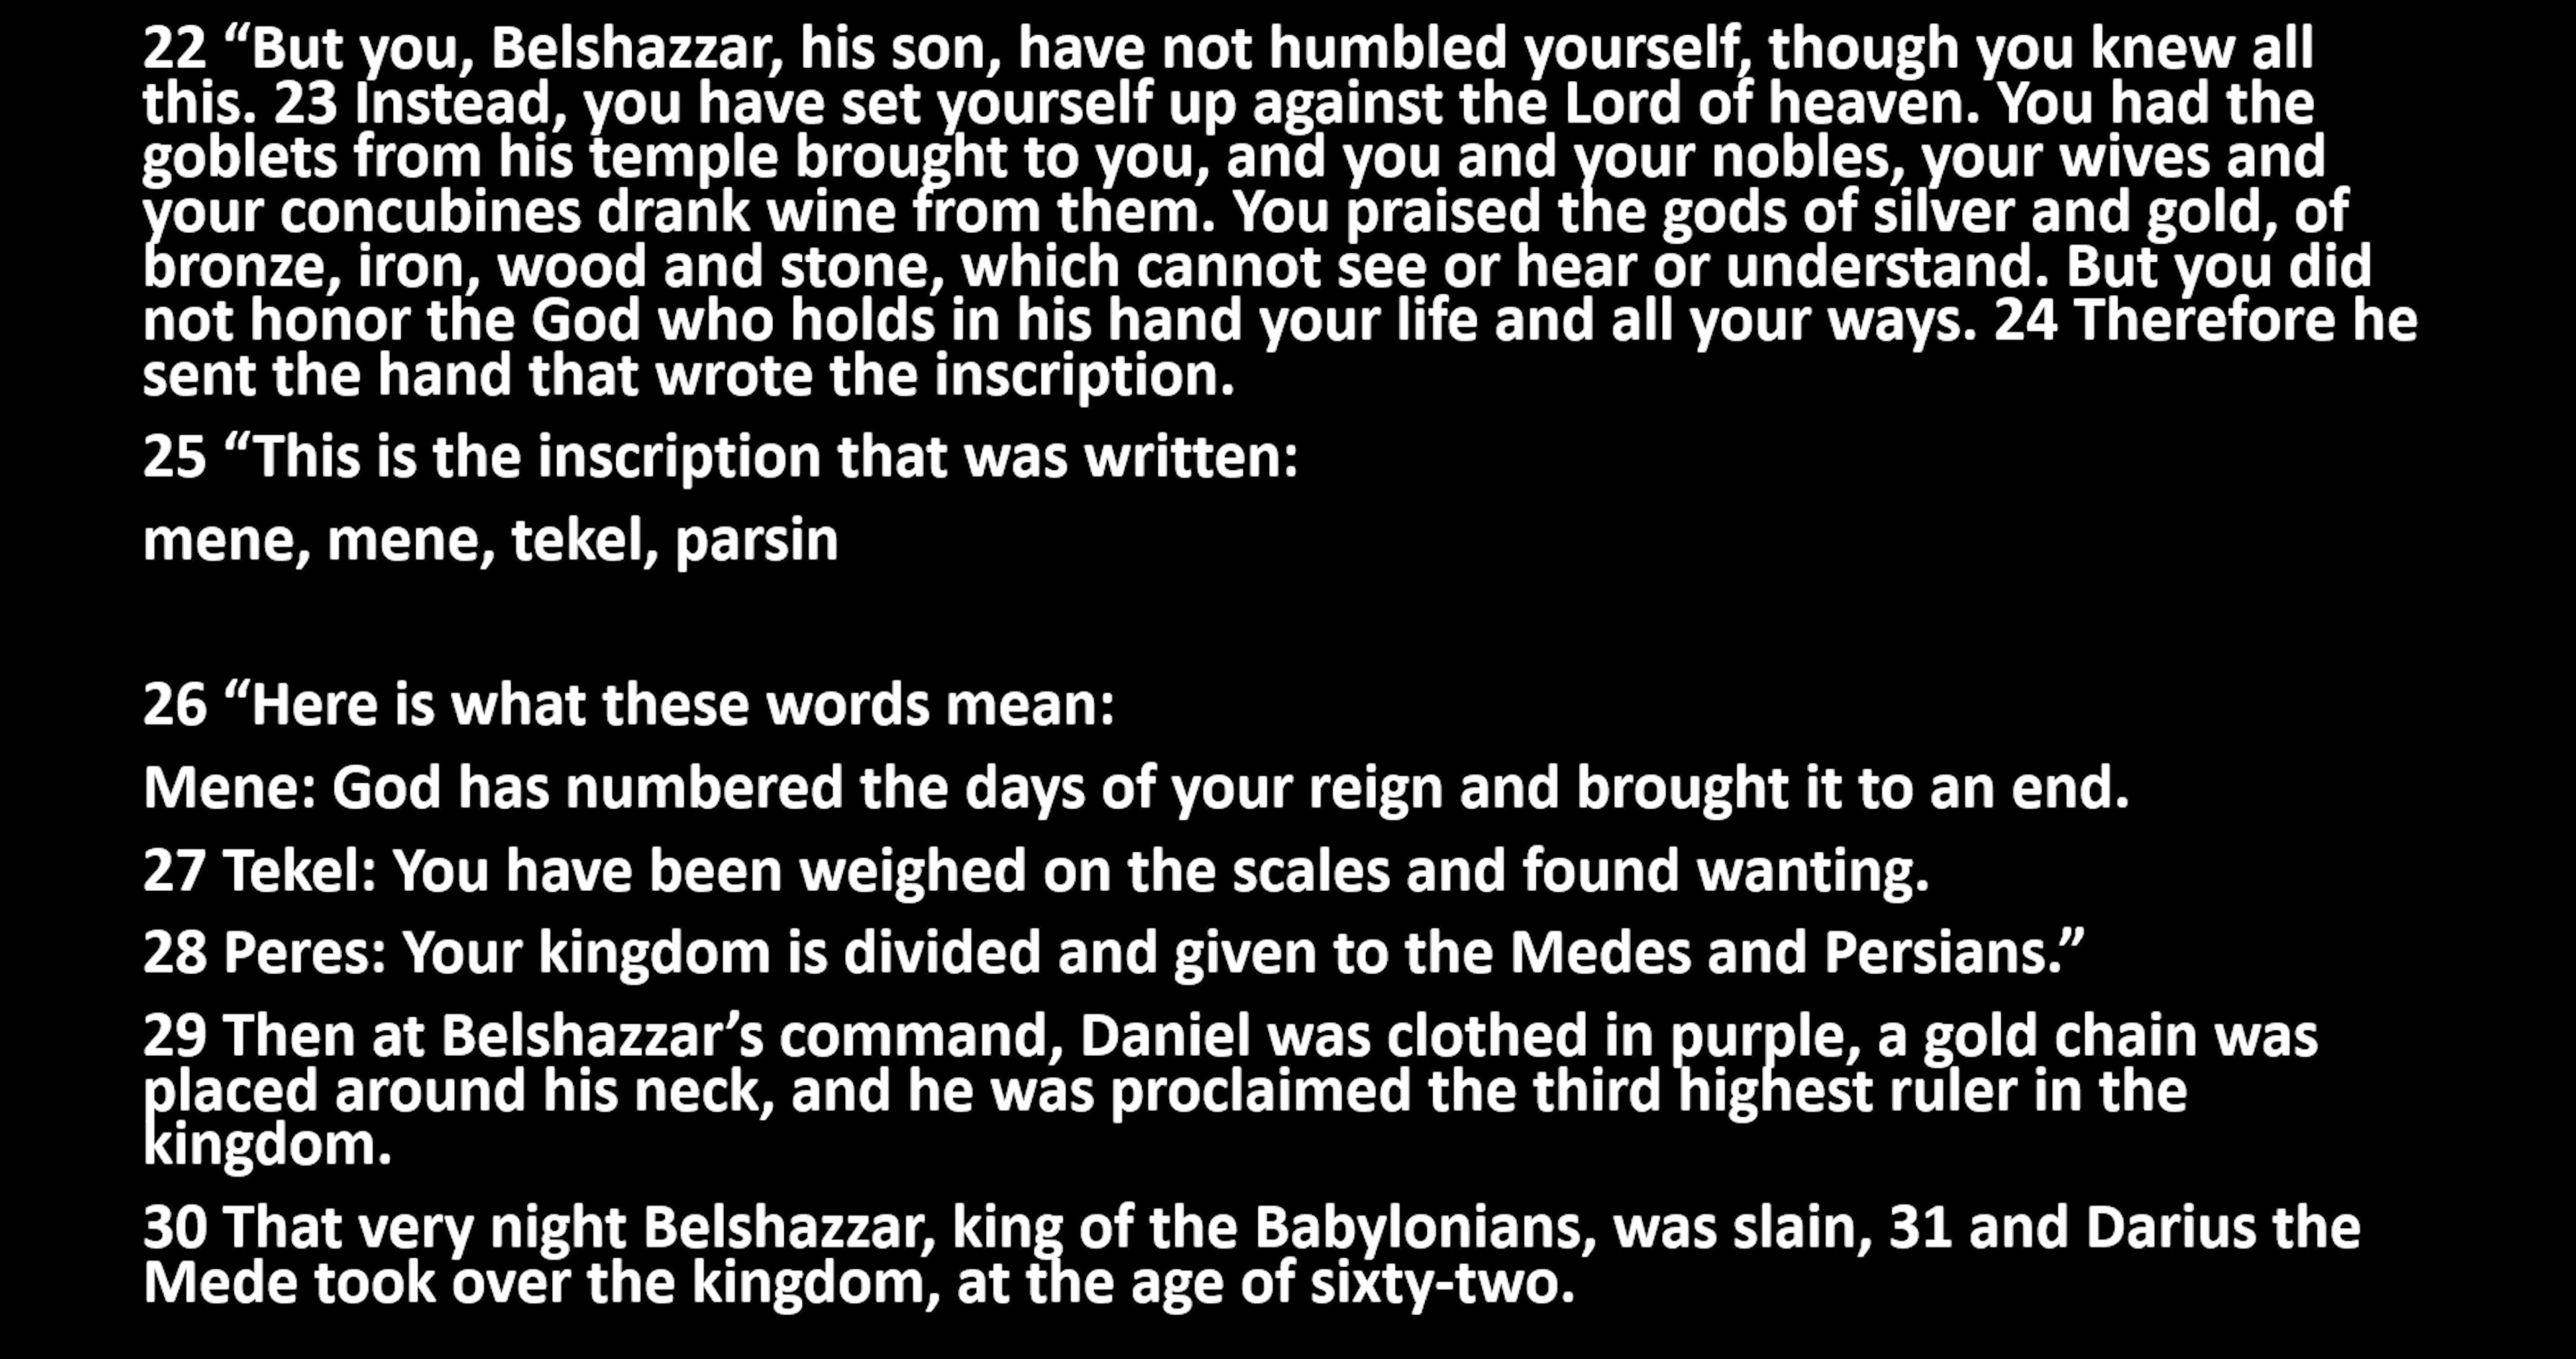 22 “But you, Belshazzar, his son, have not humbled yourself, though you knew all
this. 23 Instead, you have set yourself up against the Lord of heaven. You had the
goblets from his temple brought to you, and you and your nobles, your wives and
your concubines drank wine from them. You praised the gods of silver and gold, of
bronze, iron, wood and stone, which cannot see or hear or understand. But you did
not honor the God who holds in his hand your life and all your ways. 24 Therefore he
sent the hand that wrote the inscription.
25 “This is the inscription that was written:
mene, mene, tekel, parsin
26 “Here is what these words mean:
Mene: God has numbered the days of your reign and brought it to an end.
27 Tekel: You have been weighed on the scales and found wanting.
28 Peres: Your kingdom is divided and given to the Medes and Persians.”
29 Then at Belshazzar’s command, Daniel was clothed in purple, a gold chain was
placed around his neck, and he was proclaimed the third highest ruler in the
kingdom.
30 That very night Belshazzar, king of the Babylonians, was slain, 31 and Darius the
Mede took over the kingdom, at the age of sixty-two.